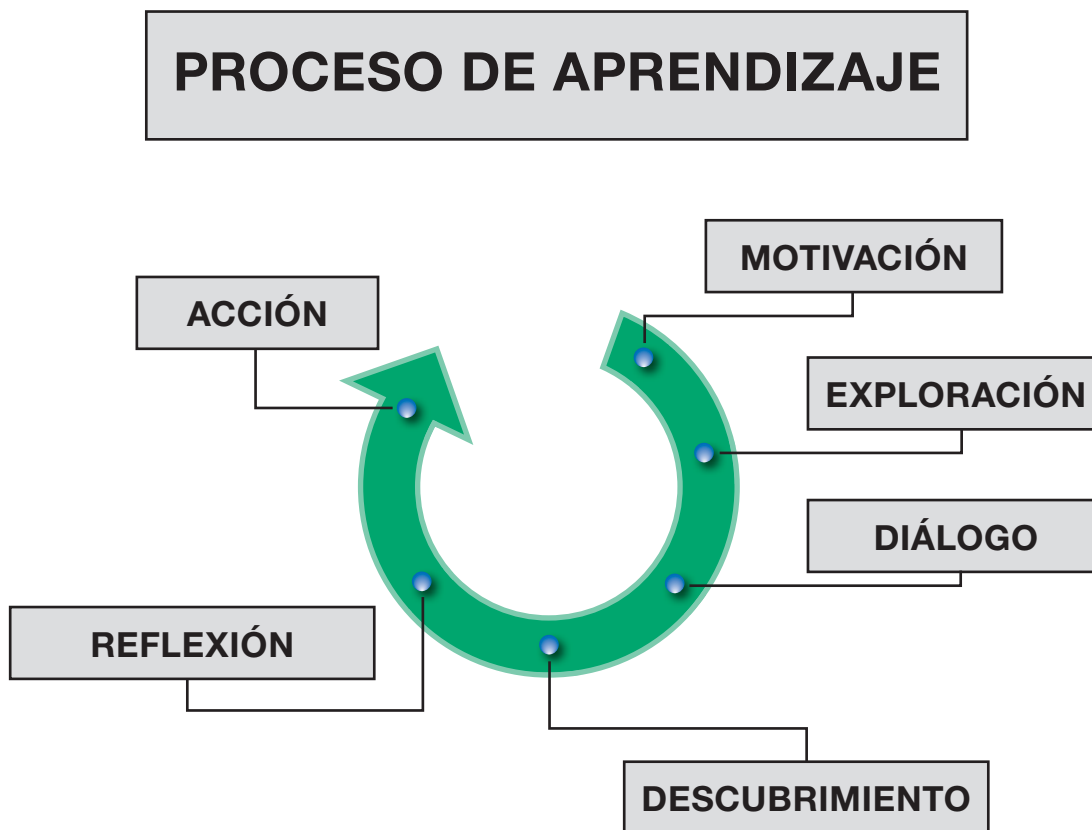 PROCESO DE APRENDIZAJE
MOTIVACIÓN
ACCIÓN
EXPLORACIÓN
DIÁLOGO
REFLEXIÓN
DESCUBRIMIENTO